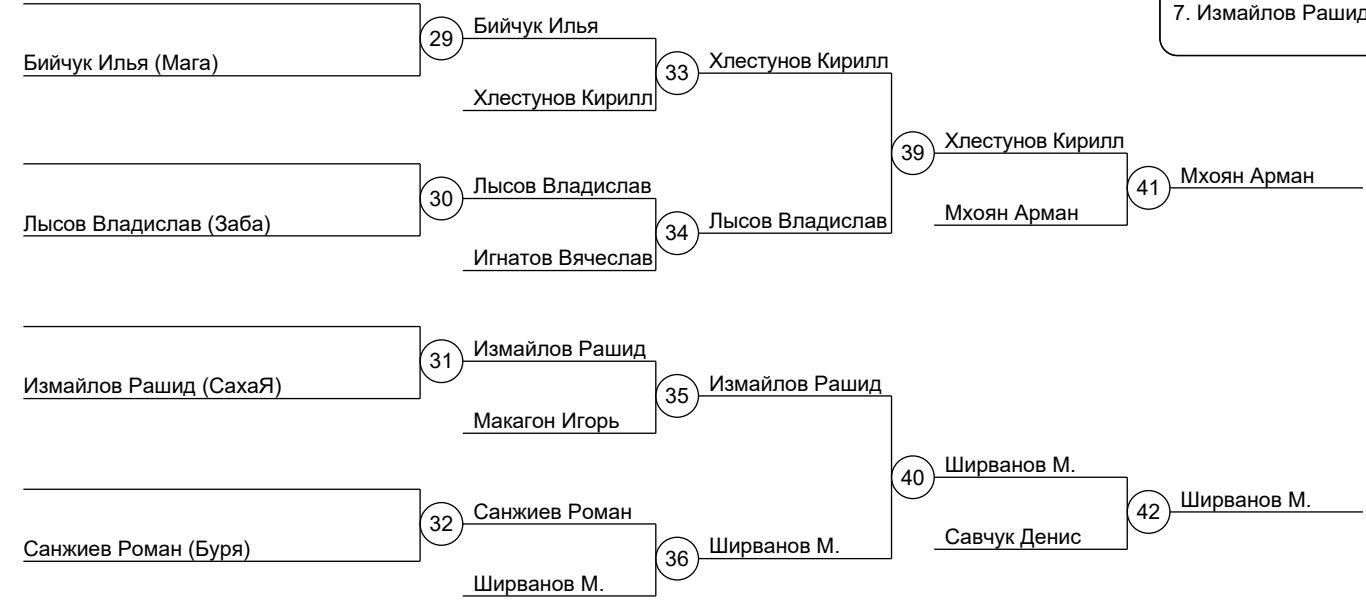 7. Измайлов Рашид
29
Бийчук Илья
Бийчук Илья (Мага)
33
Хлестунов Кирилл
Хлестунов Кирилл
39
Хлестунов Кирилл
30
Лысов Владислав
Лысов Владислав (Заба)
34
Лысов Владислав
Игнатов Вячеслав
41
Мхоян Арман
Мхоян Арман
31
Измайлов Рашид
Измайлов Рашид (СахаЯ)
35
Измайлов Рашид
Макагон Игорь
40
Ширванов М.
32
Санжиев Роман
Санжиев Роман (Буря)
36
Ширванов М.
Ширванов М.
42
Ширванов М.
Савчук Денис